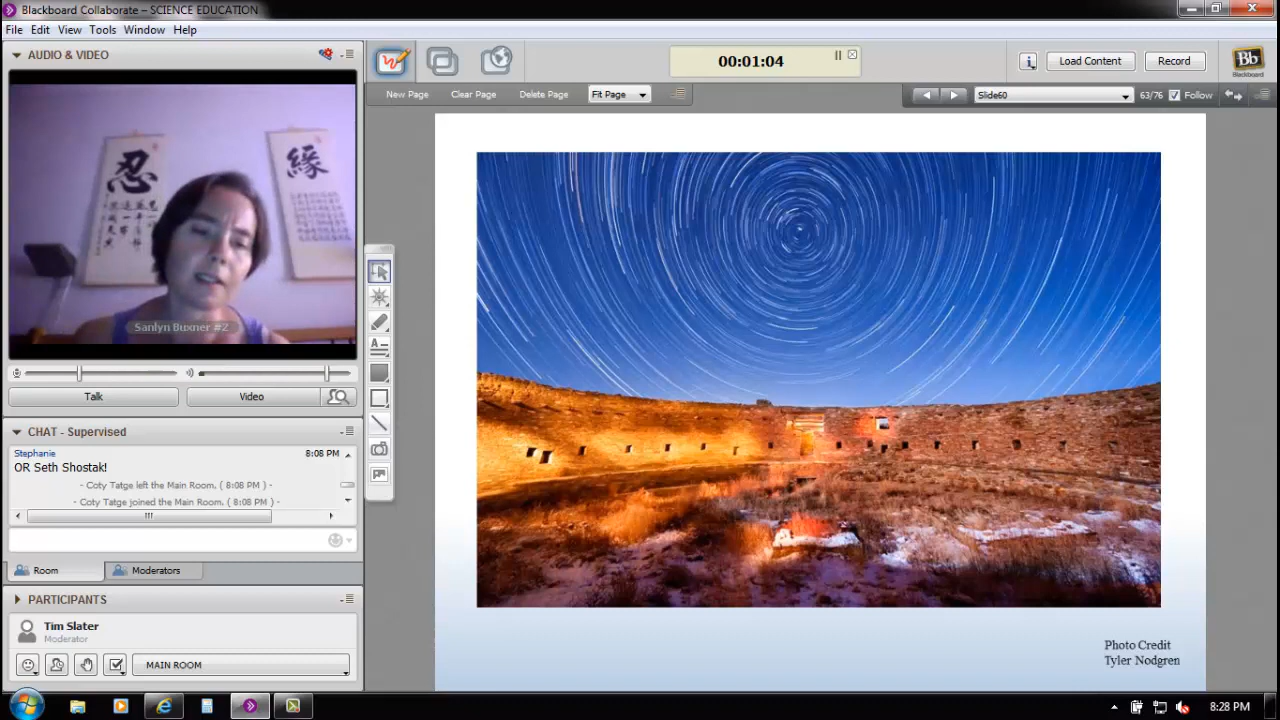 Blackboard Collaborate – SCIENCE EDUCATION
File Edit View Tools Window Help
AUDIO & VIDEO
忍
緣
Sanlyn Buxner #2
Talk
Video
CHAT - Supervised
Stephanie 8:08 PM
OR Seth Shostak!
- Coty Tatge left the Main Room. ( 8:08 PM ) -
- Coty Tatge joined the Main Room. ( 8:08 PM ) -
Room
Moderators
PARTICIPANTS
Tim Slater
Moderator
MAIN ROOM
00:01:04
Load Content
Record
Bb
Blackboard
New Page Clear Page Delete Page Fit Page
Slide60 63/76 Follow
A
Photo Credit
Tyler Nodgren
8:28 PM